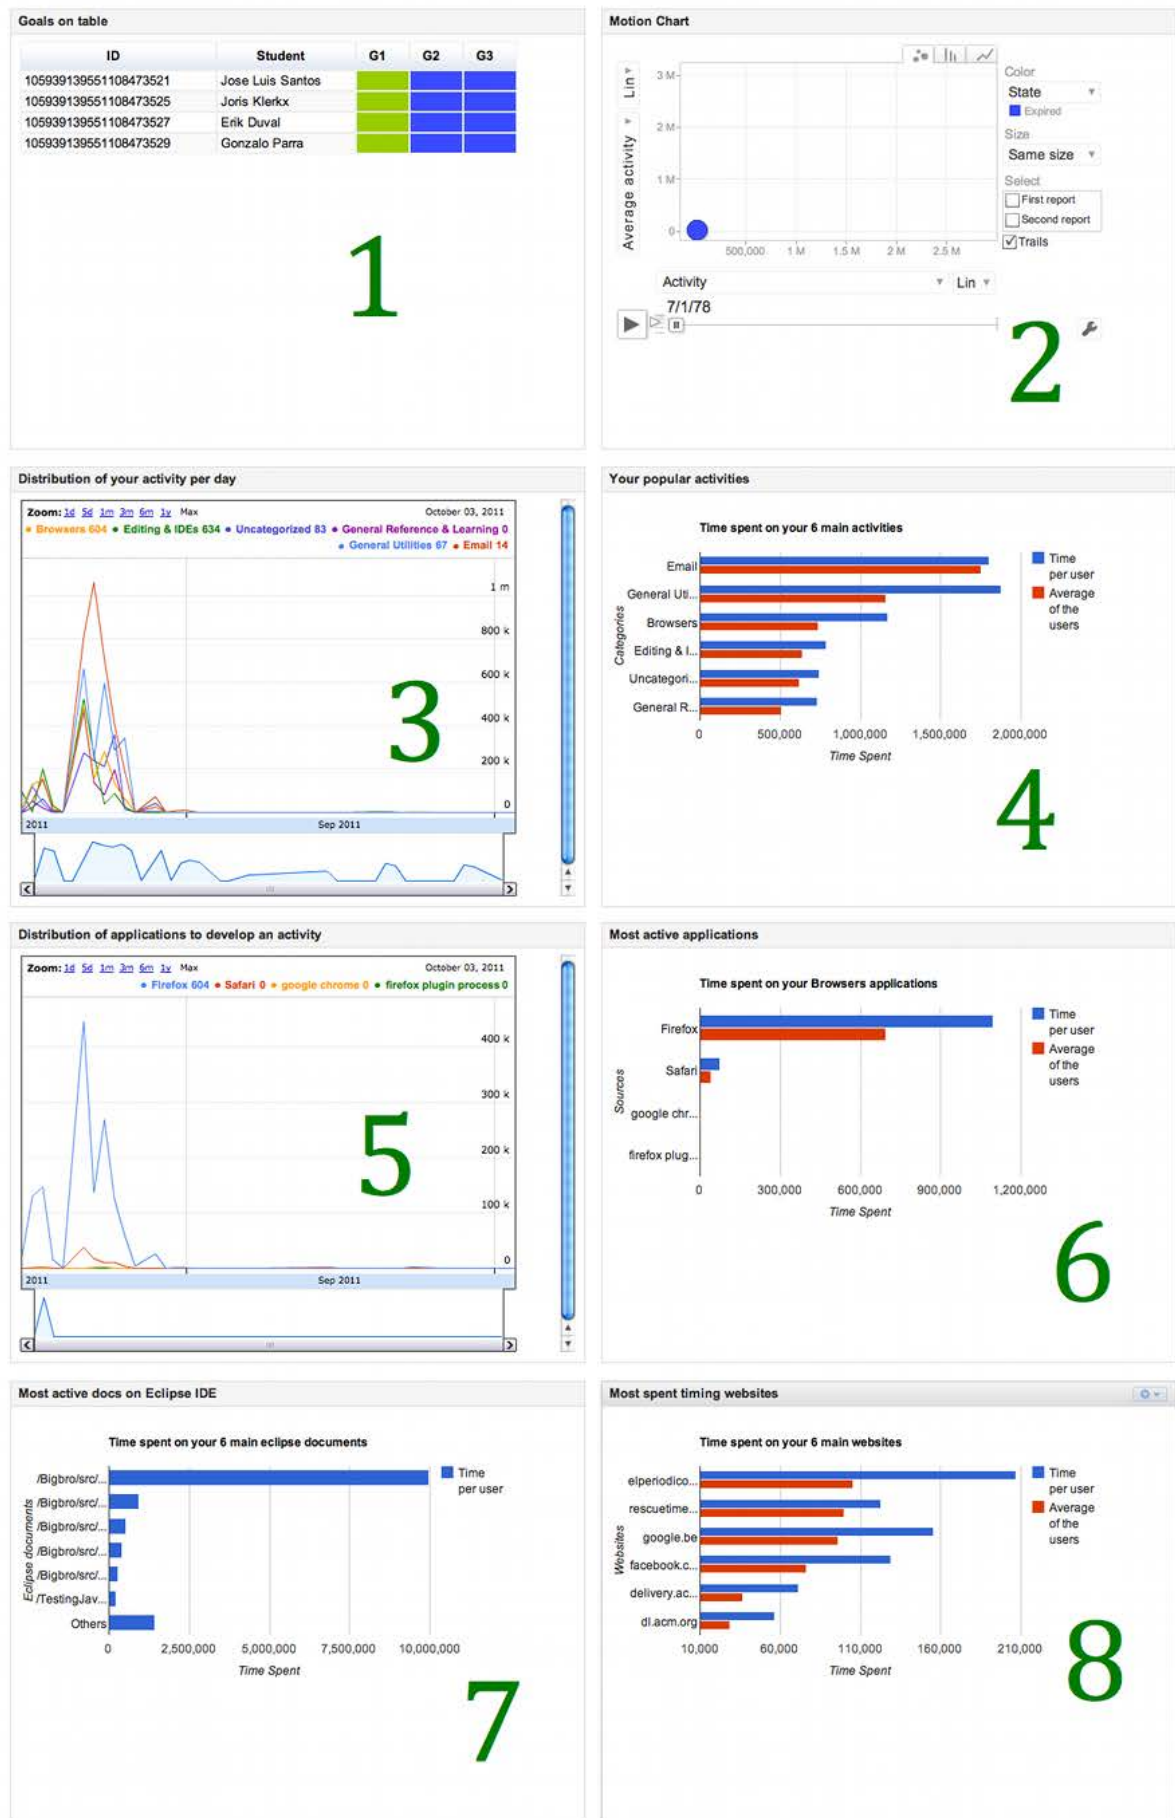 Goals on table
ID Student G1 G2 G3
105939139551108473521 Jose Luis Santos
105939139551108473525 Joris Klerkx
105939139551108473527 Erik Duval
105939139551108473529 Gonzalo Parra
1
Motion Chart
Lin
Average activity
3 M
2 M
1 M
0
500,000 1 M 1.5 M 2 M 2.5 M
Color
State
Expired
Size
Same size
Select
First report
Second report
Trails
Activity Lin
7/1/78
2
Distribution of your activity per day
Zoom: 1d 5d 1m 3m 6m 1y Max October 03, 2011
Browsers 604 Editing & IDEs 634 Uncategorized 83 General Reference & Learning 0
General Utilities 67 Email 14
1 m
800 k
600 k
400 k
200 k
0
2011 Sep 2011
3
Your popular activities
Time spent on your 6 main activities
Categories
Email
General Uti...
Browsers
Editing & I...
Uncategori...
General R...
0 500,000 1,000,000 1,500,000 2,000,000
Time Spent
Time
per user
Average
of the
users
4
Distribution of applications to develop an activity
Zoom: 1d 5d 1m 3m 6m 1y Max October 03, 2011
Firefox 604 Safari 0 google chrome 0 firefox plugin process 0
400 k
300 k
200 k
100 k
0
2011 Sep 2011
5
Most active applications
Time spent on your Browsers applications
Sources
Firefox
Safari
google chr...
firefox plug...
0 300,000 600,000 900,000 1,200,000
Time Spent
Time
per user
Average
of the
users
6
Most active docs on Eclipse IDE
Time spent on your 6 main eclipse documents
Eclipse documents
/Bigbro/src/...
/Bigbro/src/...
/Bigbro/src/...
/Bigbro/src/...
/Bigbro/src/...
/TestingJav...
Others
0 2,500,000 5,000,000 7,500,000 10,000,000
Time Spent
Time
per user
7
Most spent timing websites
Time spent on your 6 main websites
Websites
elperiodico...
rescuetime...
google.be
facebook.c...
delivery.ac...
dl.acm.org
10,000 60,000 110,000 160,000 210,000
Time Spent
Time
per user
Average
of the
users
8